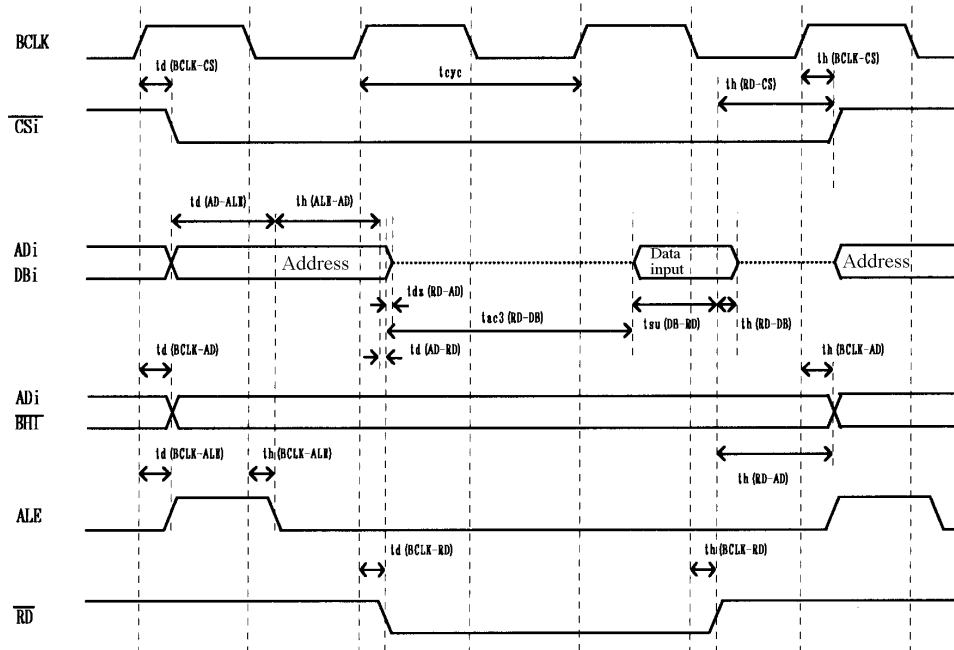 BCLK
th (BCLK-CS)
td (BCLK-CS)
tcyc
th (RD-CS)
CSi
td (AD-ALE)
th (ALE-AD)
ADi
DBi
Address
Data
input
Address
tdz (RD-AD)
tac3 (RD-DB)
tsu (DB-RD)
th (RD-DB)
td (BCLK-AD)
td (AD-RD)
th (BCLK-AD)
ADi
BHI
td (BCLK-ALE)
th (BCLK-ALE)
th (RD-AD)
ALE
td (BCLK-RD)
th (BCLK-RD)
RD